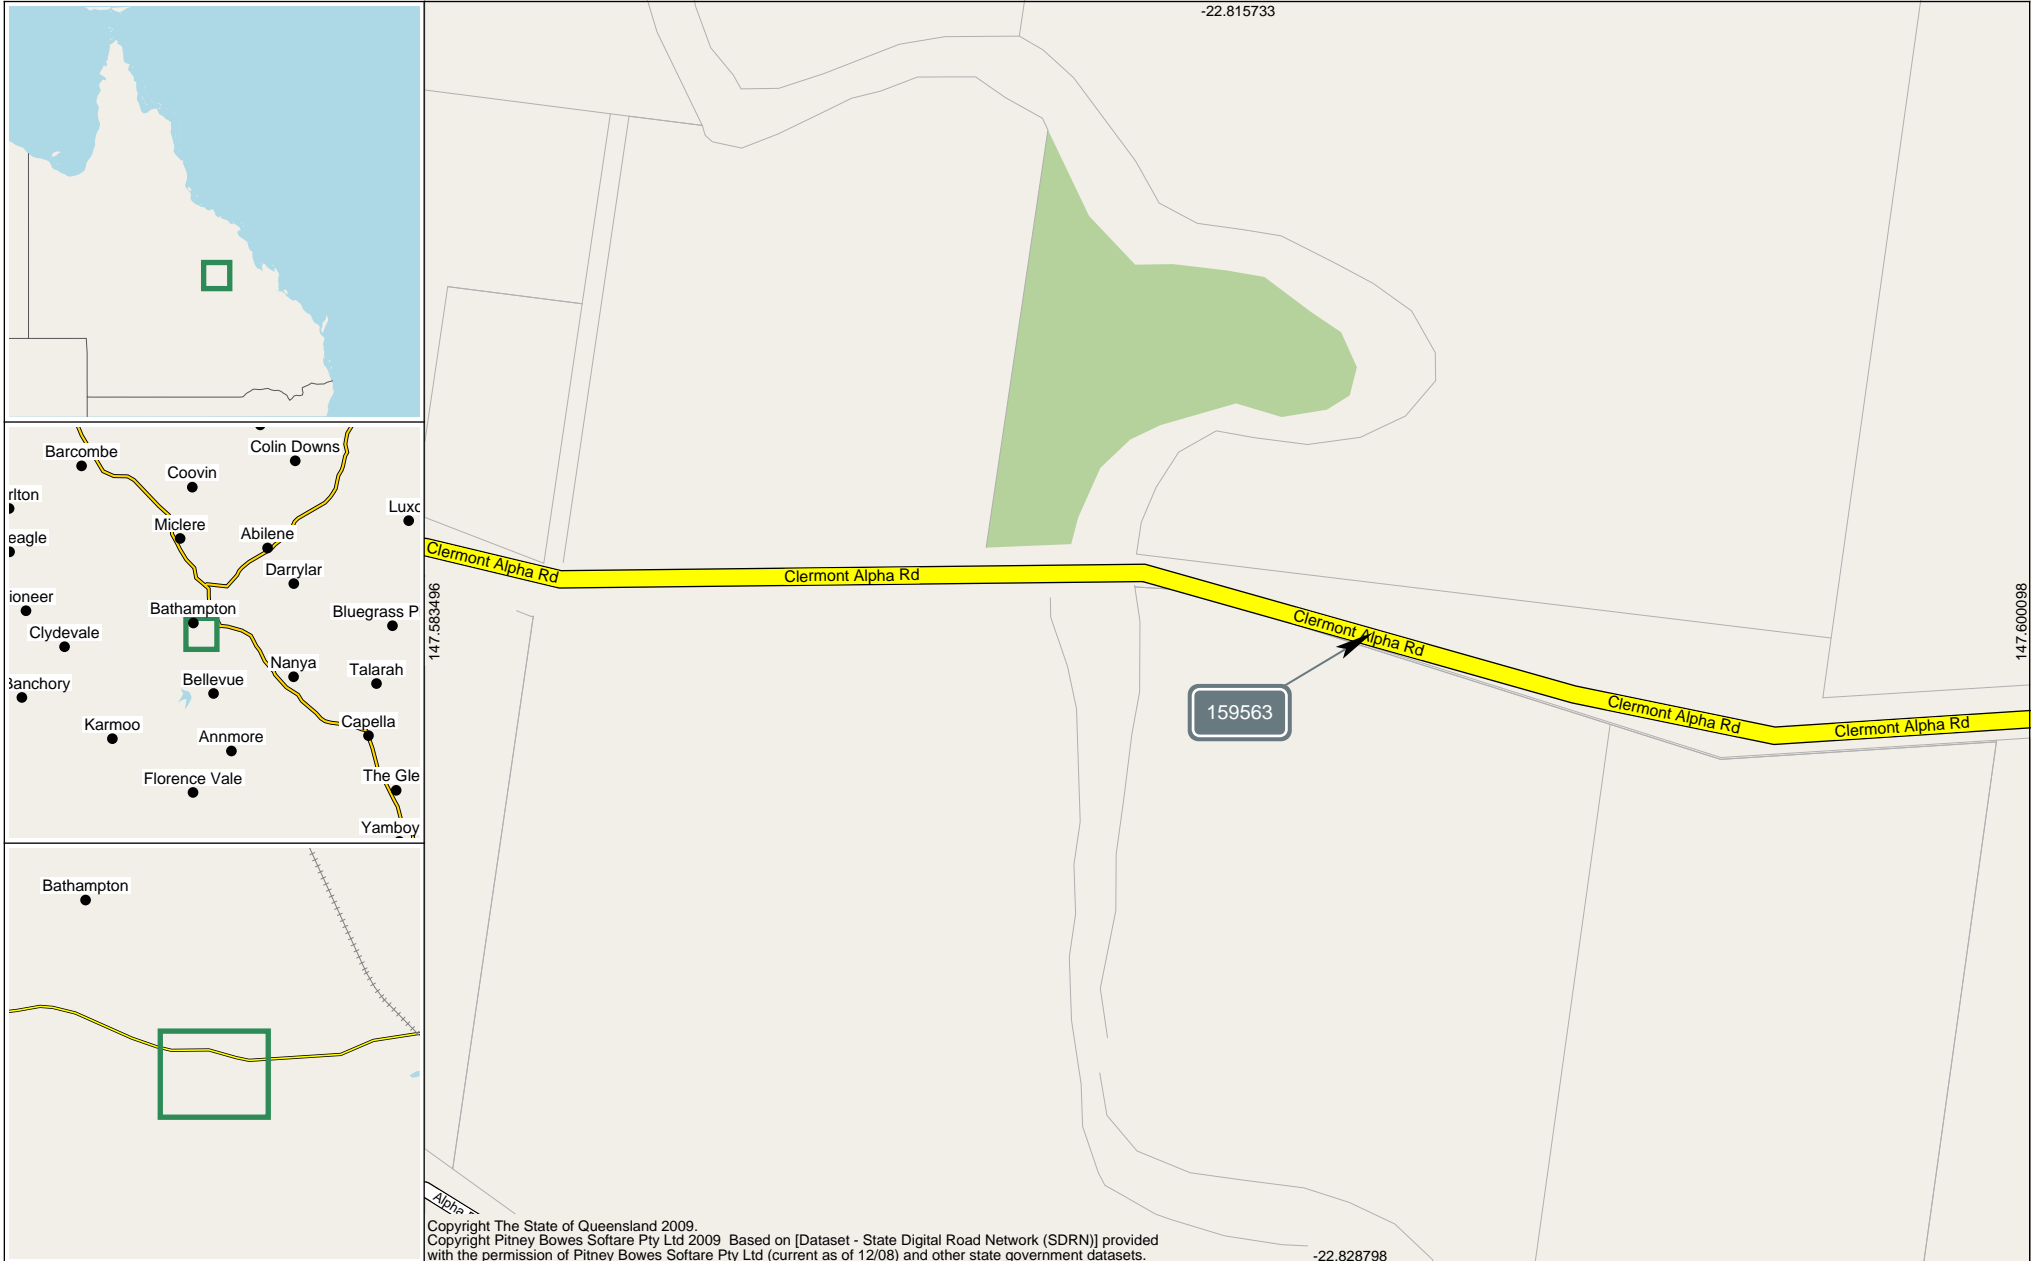 Barcombe
Colin Downs
Coovin
rlton
Luxo
Miclere
Abilene
eagle
Darrylar
ioneer
Bathampton
Bluegrass P
Clydevale
Nanya
Bellevue
Talarah
Banchory
Karmoo
Capella
Annmore
Florence Vale
The Gle
Yamboy
Bathampton
-22.815733
Clermont Alpha Rd
Clermont Alpha Rd
147.583496
Clermont Alpha Rd
147.600098
159563
Clermont Alpha Rd
Clermont Alpha Rd
Alpha
Copyright The State of Queensland 2009.
Copyright Pitney Bowes Softare Pty Ltd 2009 Based on [Dataset - State Digital Road Network (SDRN)] provided
with the permission of Pitney Bowes Softare Pty Ltd (current as of 12/08) and other state government datasets.
-22.828798